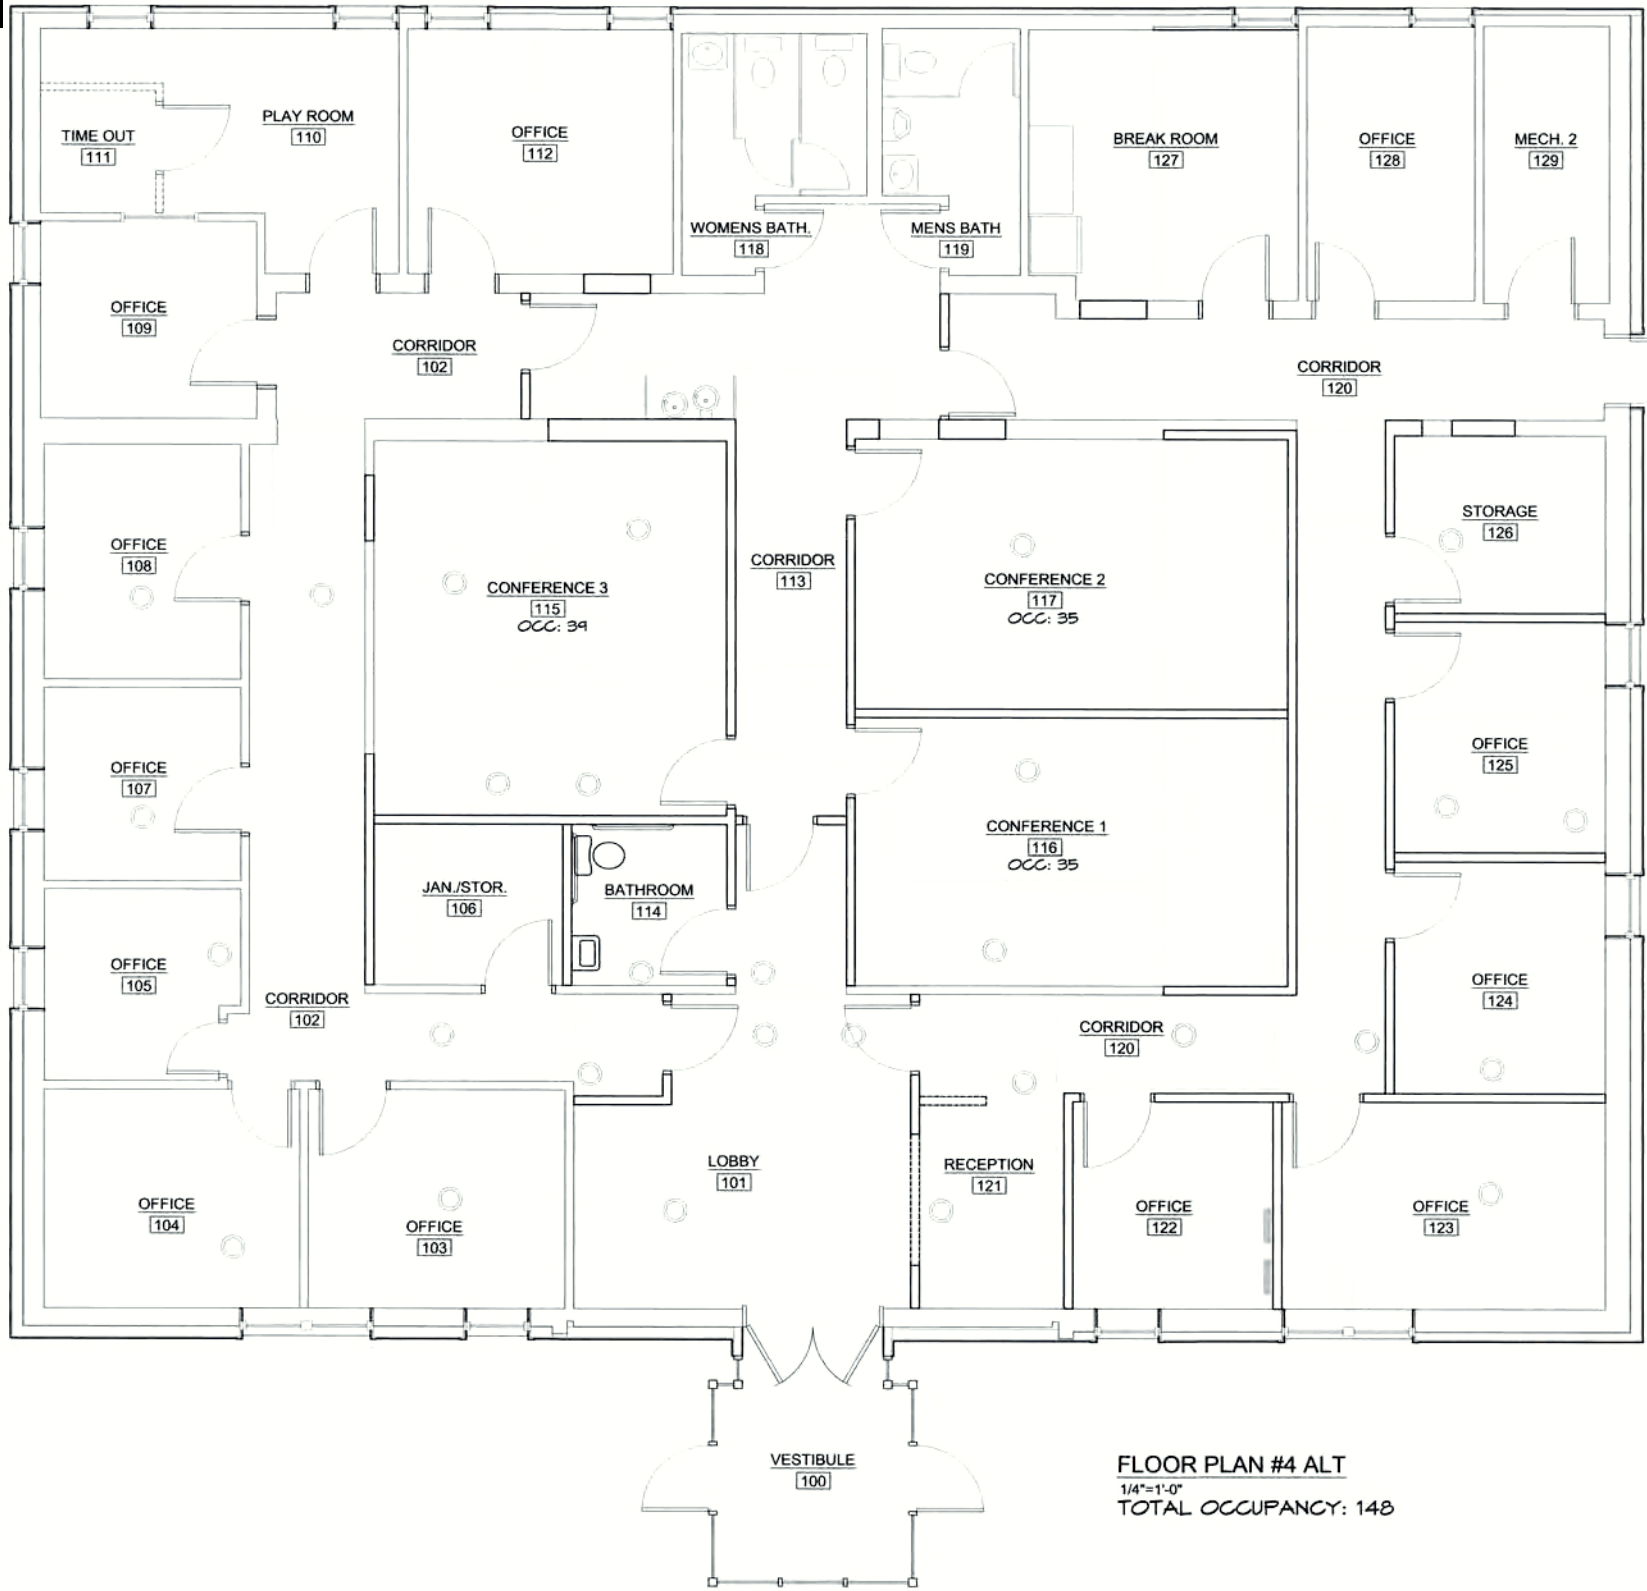 PLAY ROOM
110
TIME OUT
111
OFFICE
112
WOMENS BATH.
118
MENS BATH
119
BREAK ROOM
127
OFFICE
128
MECH. 2
129
OFFICE
109
CORRIDOR
102
CORRIDOR
120
OFFICE
108
CONFERENCE 3
115
OCC: 39
CORRIDOR
113
CONFERENCE 2
117
OCC: 35
STORAGE
126
OFFICE
107
OFFICE
125
CONFERENCE 1
116
OCC: 35
JAN./STOR.
106
BATHROOM
114
OFFICE
105
CORRIDOR
102
OFFICE
124
CORRIDOR
120
LOBBY
101
RECEPTION
121
OFFICE
104
OFFICE
103
OFFICE
122
OFFICE
123
VESTIBULE
100
FLOOR PLAN #4 ALT
1/4"=1'-0"
TOTAL OCCUPANCY: 148